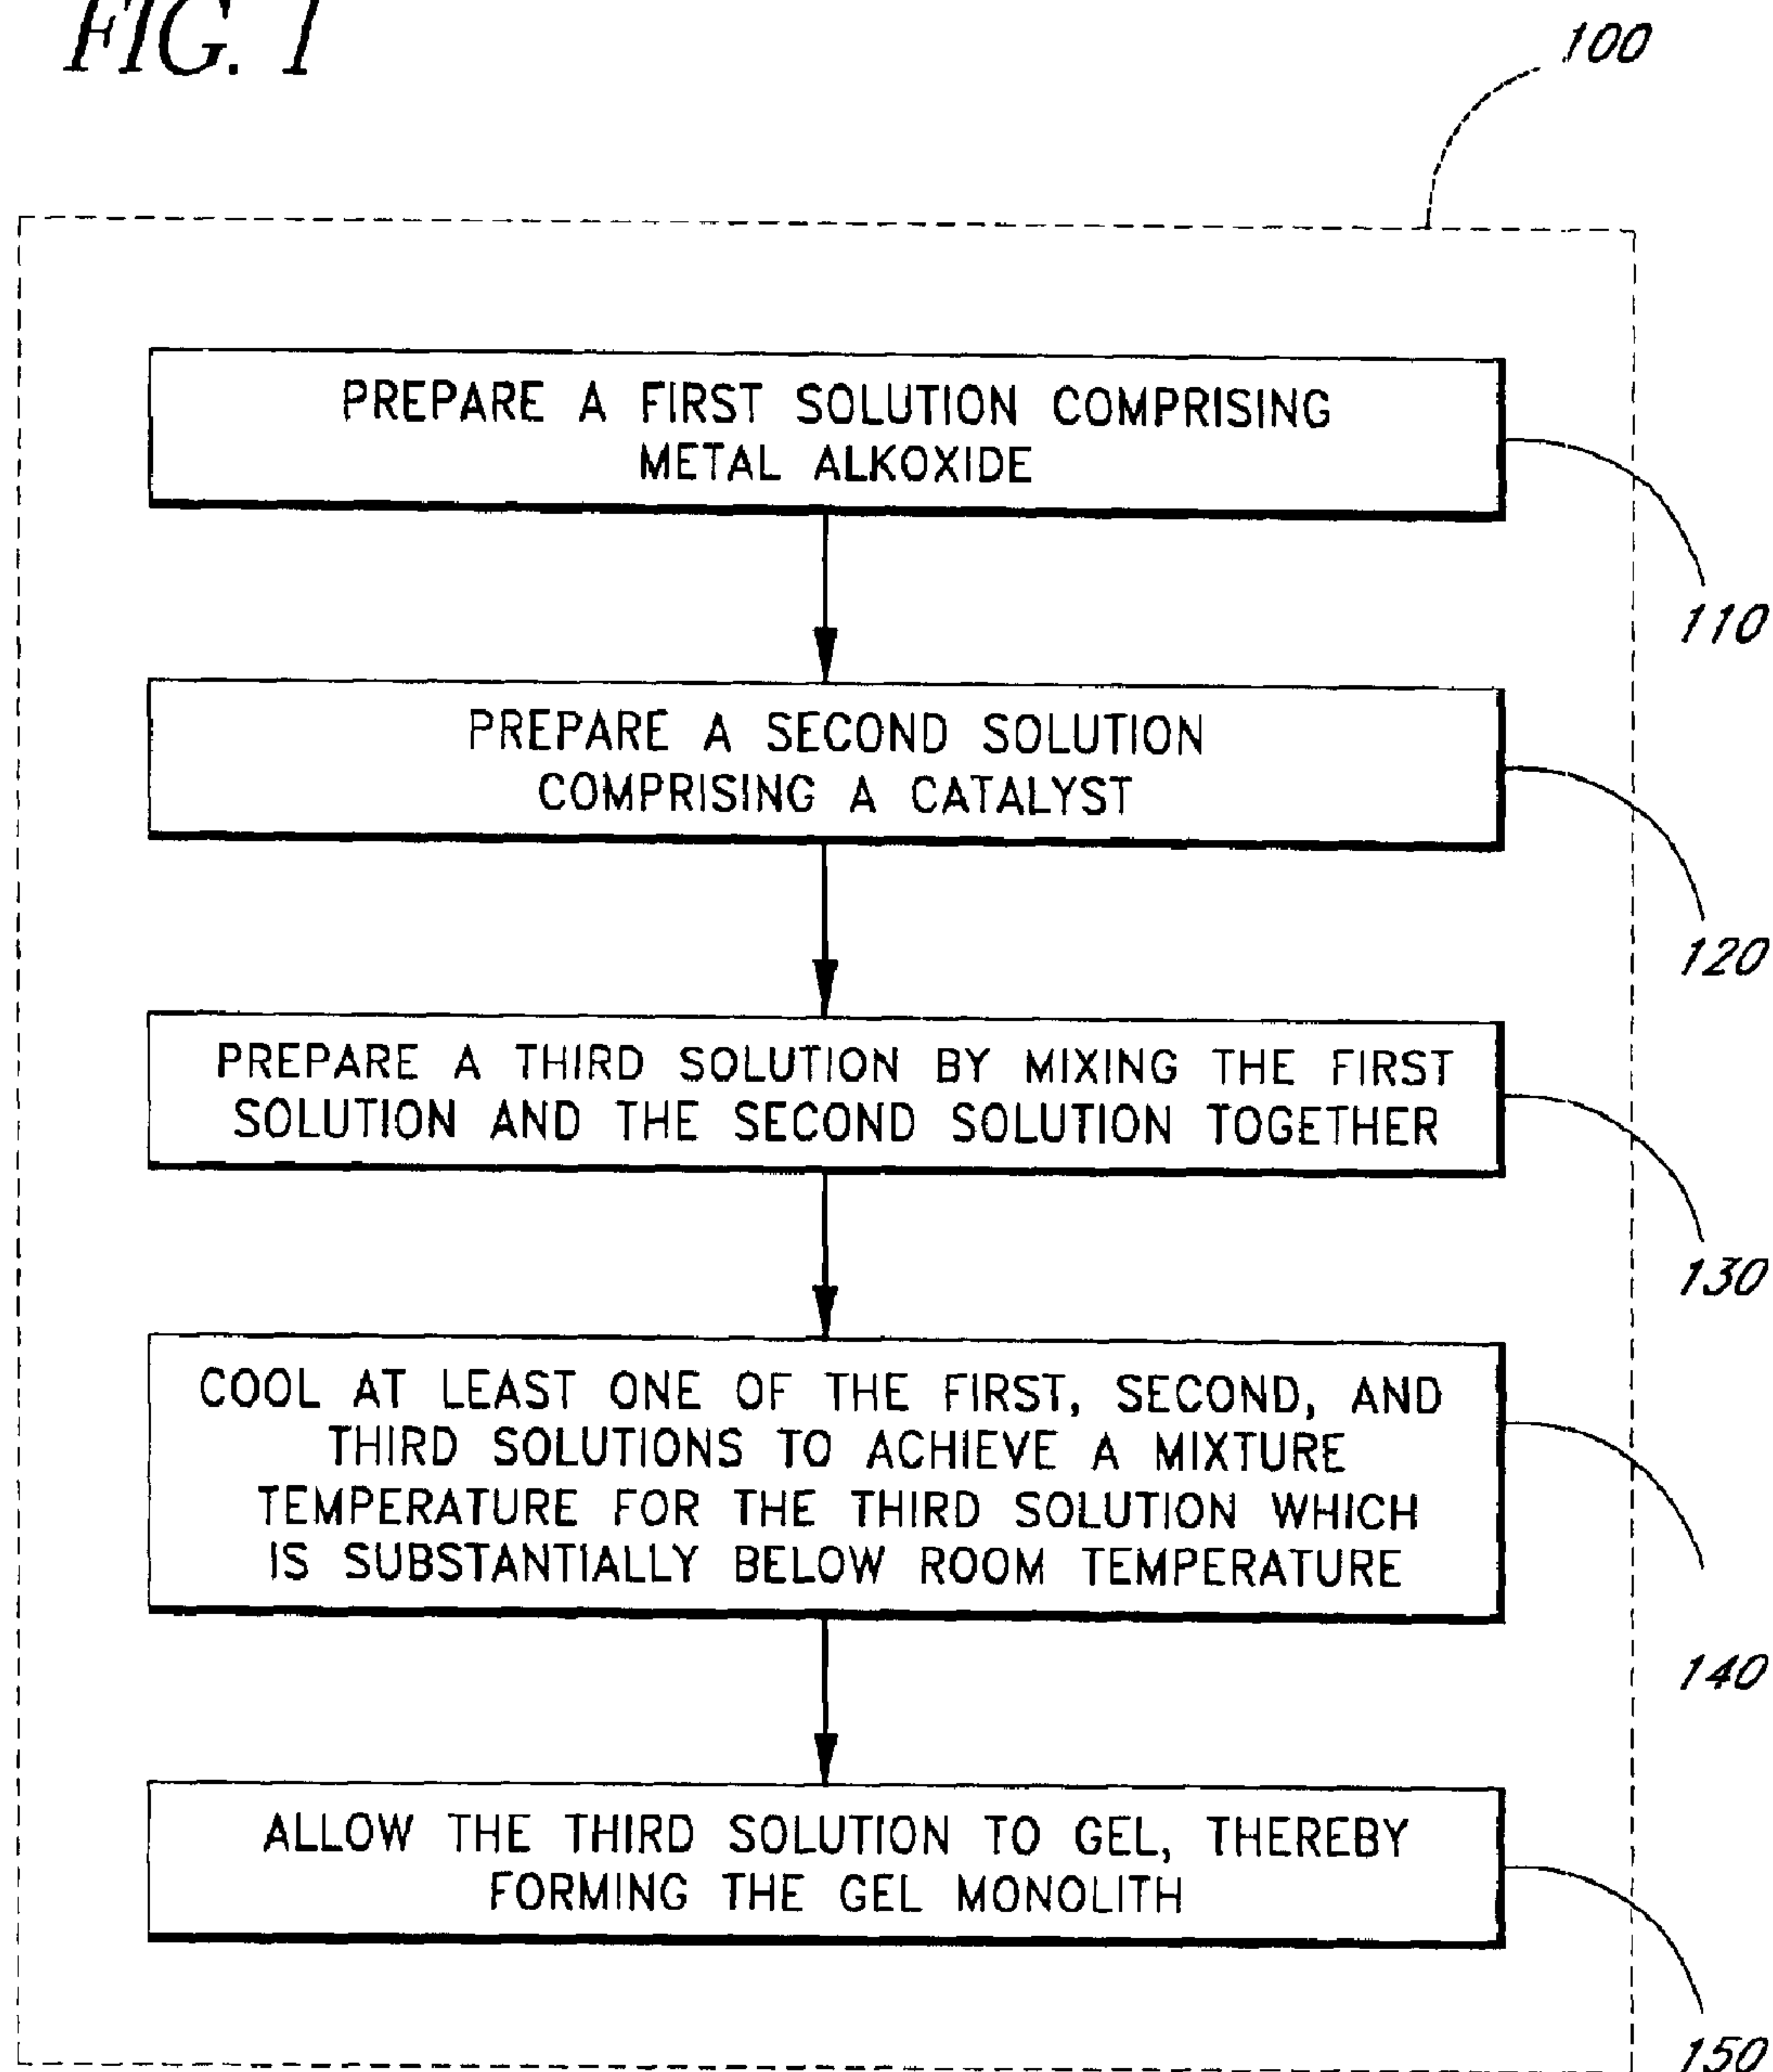 FIG. 1
100
PREPARE A FIRST SOLUTION COMPRISING
METAL ALKOXIDE
110
PREPARE A SECOND SOLUTION
COMPRISING A CATALYST
120
PREPARE A THIRD SOLUTION BY MIXING THE FIRST
SOLUTION AND THE SECOND SOLUTION TOGETHER
130
COOL AT LEAST ONE OF THE FIRST, SECOND, AND
THIRD SOLUTIONS TO ACHIEVE A MIXTURE
TEMPERATURE FOR THE THIRD SOLUTION WHICH
IS SUBSTANTIALLY BELOW ROOM TEMPERATURE
140
ALLOW THE THIRD SOLUTION TO GEL, THEREBY
FORMING THE GEL MONOLITH
150